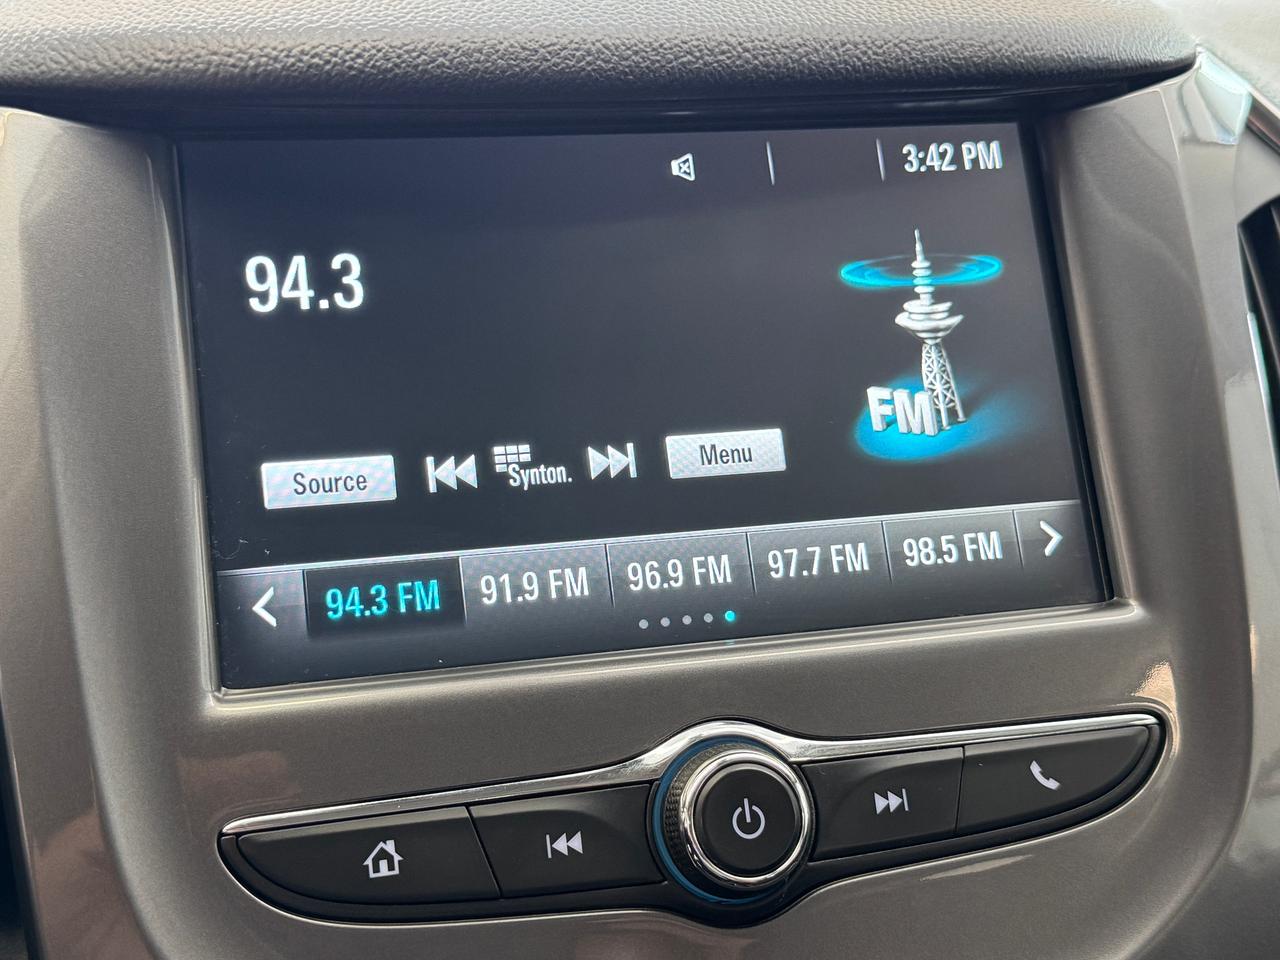 3:42 PM
94.3
FM
Source
Synton.
Menu
94.3 FM
91.9 FM
96.9 FM
97.7 FM
98.5 FM